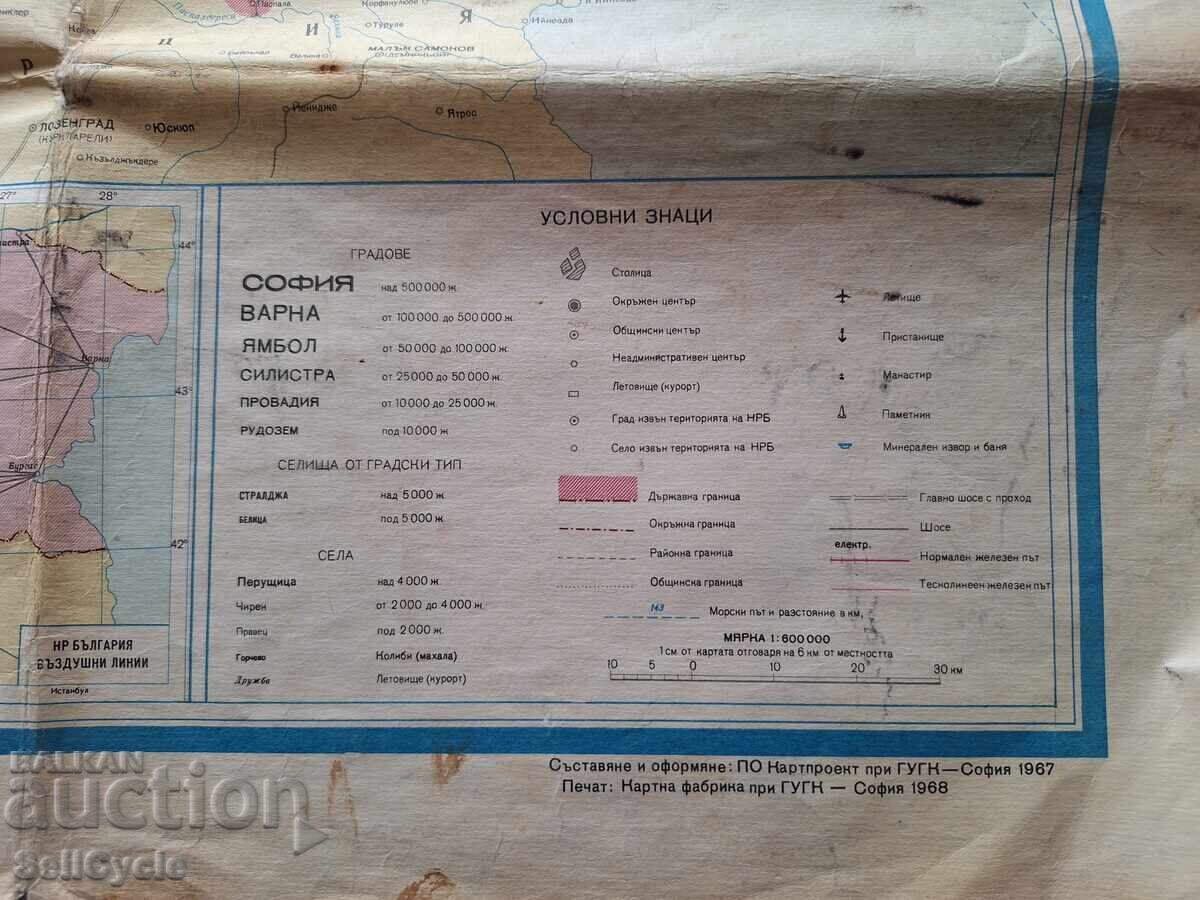 Паспала
Корфакулюбе
Инеада
Туруле
Я
И
Р
МАЛЪК САМОКОВ
Йениджe
Ятрос
ЛОЗЕНГРАД
Юскюп
Къзълджъкдере
27° 28°
44°
43°
42°
Варна
Бургас
НР БЪЛГАРИЯ
ВЪЗДУШНИ ЛИНИИ
Истанбул
УСЛОВНИ ЗНАЦИ
ГРАДОВЕ
СОФИЯ над 500 000 ж.
ВАРНА от 100 000 до 500 000 ж.
ЯМБОЛ от 50 000 до 100 000 ж.
СИЛИСТРА от 25 000 до 50 000 ж.
ПРОВАДИЯ от 10 000 до 25 000 ж.
РУДОЗЕМ под 10 000 ж
СЕЛИЩА ОТ ГРАДСКИ ТИП
СТРАЛДЖА над 5 000 ж.
БЕЛИЦА под 5 000 ж.
СЕЛА
Перущица над 4 000 ж.
Чирен от 2 000 до 4 000 ж.
Правец под 2 000 ж.
Горчево Колиби (махала)
Дружба Летовище (курорт)
Столица
Окръжен център
Общински център
Неадминистративен център
Летовище (курорт)
Град извън територията на НРБ
Село извън територията на НРБ
Държавна граница
Окръжна граница
Районна граница
Общинска граница
143 Морски път и разстояние в км,
Летище
Пристанище
Манастир
Паметник
Минерален извор и баня
Главно шосе с проход
Шосе
електр.
Нормален железен път
Теснолинеен железен път
МЯРКА 1:600 000
1 см от картата отговаря на 6 км от местността
10 5 0 10 20 30 км
Съставяне и оформяне: ПО Картпроект при ГУГК — София 1967
Печат: Картна фабрика при ГУГК — София 1968
BALKAN
auction
SellCycle